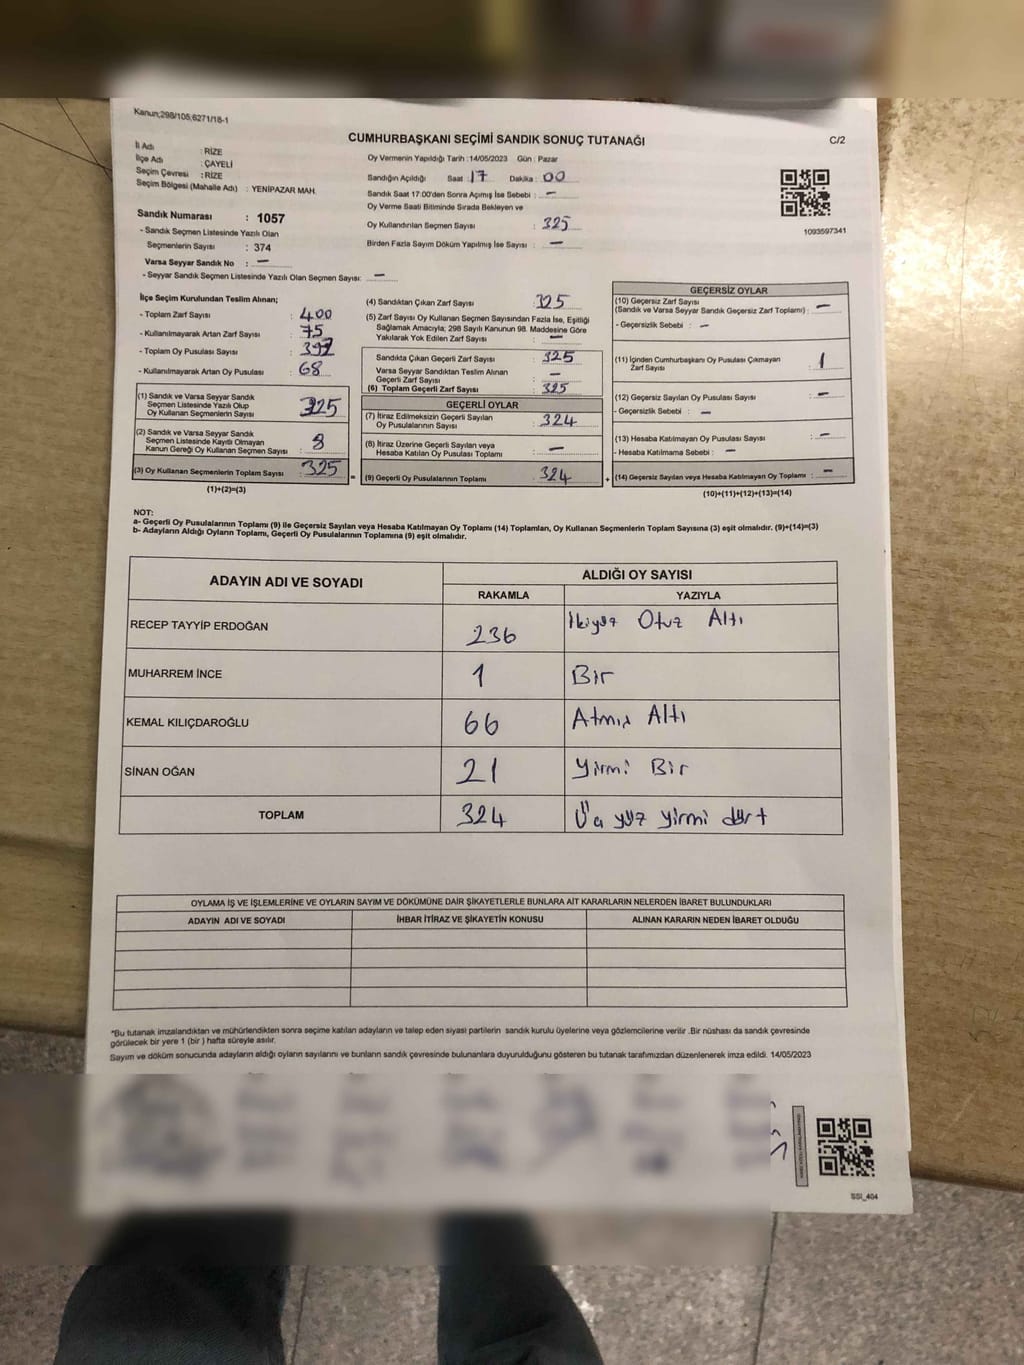 Kanun;298/105,6271/18-1
CUMHURBAŞKANI SEÇİMİ SANDIK SONUÇ TUTANAĞI
C/2
İl Adı : RİZE
İlçe Adı : ÇAYELİ
Seçim Çevresi : RİZE
Seçim Bölgesi (Mahalle Adı) : YENİPAZAR MAH.
Sandık Numarası : 1057
- Sandık Seçmen Listesinde Yazılı Olan
Seçmenlerin Sayısı : 374
Varsa Seyyar Sandık No : –
- Seyyar Sandık Seçmen Listesinde Yazılı Olan Seçmen Sayısı: –
Oy Vermenin Yapıldığı Tarih :14/05/2023 Gün : Pazar
Sandığın Açıldığı Saat : 17 Dakika : 00
Sandık Saat 17:00'den Sonra Açımış İse Sebebi : –
Oy Verme Saati Bitiminde Sırada Bekleyen ve
Oy Kullandırılan Seçmen Sayısı : 325
Birden Fazla Sayım Döküm Yapılmış İse Sayısı : –
1093597341
İlçe Seçim Kurulundan Teslim Alınan;
- Toplam Zarf Sayısı : 400
- Kullanılmayarak Artan Zarf Sayısı : 75
- Toplam Oy Pusulası Sayısı :
- Kullanılmayarak Artan Oy Pusulası : 68
(1) Sandık ve Varsa Seyyar Sandık
Seçmen Listesinde Yazılı Olup
Oy Kullanan Seçmenlerin Sayısı : 325
(2) Sandık ve Varsa Seyyar Sandık
Seçmen Listesinde Kayıtlı Olmayan
Kanun Gereği Oy Kullanan Seçmen Sayısı :
(3) Oy Kullanan Seçmenlerin Toplam Sayısı : 325
(1)+(2)=(3)
(4) Sandıktan Çıkan Zarf Sayısı : 325
(5) Zarf Sayısı Oy Kullanan Seçmen Sayısından Fazla İse, Eşitliği
Sağlamak Amacıyla; 298 Sayılı Kanunun 98. Maddesine Göre
Yakılarak Yok Edilen Zarf Sayısı : –
Sandıkta Çıkan Geçerli Zarf Sayısı : 325
Varsa Seyyar Sandıktan Teslim Alınan
Geçerli Zarf Sayısı : –
(6) Toplam Geçerli Zarf Sayısı : 325
=
GEÇERLİ OYLAR
(7) İtiraz Edilmeksizin Geçerli Sayılan
Oy Pusulalarının Sayısı : 324
(8) İtiraz Üzerine Geçerli Sayılan veya
Hesaba Katılan Oy Pusulası Toplamı : –
(9) Geçerli Oy Pusulalarının Toplamı : 324
+
GEÇERSİZ OYLAR
(10) Geçersiz Zarf Sayısı
(Sandık ve Varsa Seyyar Sandık Geçersiz Zarf Toplamı) : –
- Geçersizlik Sebebi : –
(11) İçinden Cumhurbaşkanı Oy Pusulası Çıkmayan
Zarf Sayısı : 1
(12) Geçersiz Sayılan Oy Pusulası Sayısı : –
- Geçersizlik Sebebi : –
(13) Hesaba Katılmayan Oy Pusulası Sayısı : –
- Hesaba Katılmama Sebebi : –
(14) Geçersiz Sayılan veya Hesaba Katılmayan Oy Toplamı : –
(10)+(11)+(12)+(13)=(14)
NOT:
a- Geçerli Oy Pusulalarının Toplamı (9) ile Geçersiz Sayılan veya Hesaba Katılmayan Oy Toplamı (14) Toplamları, Oy Kullanan Seçmenlerin Toplam Sayısına (3) eşit olmalıdır. (9)+(14)=(3)
b- Adayların Aldığı Oyların Toplamı, Geçerli Oy Pusulalarının Toplamına (9) eşit olmalıdır.
ADAYIN ADI VE SOYADI
ALDIĞI OY SAYISI
RAKAMLA YAZIYLA
RECEP TAYYİP ERDOĞAN 236 İkiyüz Otuz Altı
MUHARREM İNCE 1 Bir
KEMAL KILIÇDAROĞLU 66 Atmış Altı
SİNAN OĞAN 21 Yirmi Bir
TOPLAM 324 Üç yüz yirmi dört
OYLAMA İŞ VE İŞLEMLERİNE VE OYLARIN SAYIM VE DÖKÜMÜNE DAİR ŞİKAYETLERLE BUNLARA AİT KARARLARIN NELERDEN İBARET BULUNDUKLARI
ADAYIN ADI VE SOYADI İHBAR İTİRAZ VE ŞİKAYETİN KONUSU ALINAN KARARIN NEDEN İBARET OLDUĞU
*Bu tutanak imzalandıktan ve mühürlendikten sonra seçime katılan adayların ve talep eden siyasi partilerin sandık kurulu üyelerine veya gözlemcilerine verilir .Bir nüshası da sandık çevresinde
görülecek bir yere 1 (bir ) hafta süreyle asılır.
Sayım ve döküm sonucunda adayların aldığı oyların sayılarını ve bunların sandık çevresinde bulunanlara duyurulduğunu gösteren bu tutanak tarafımızdan düzenlenerek imza edildi. 14/05/2023
SSI_404